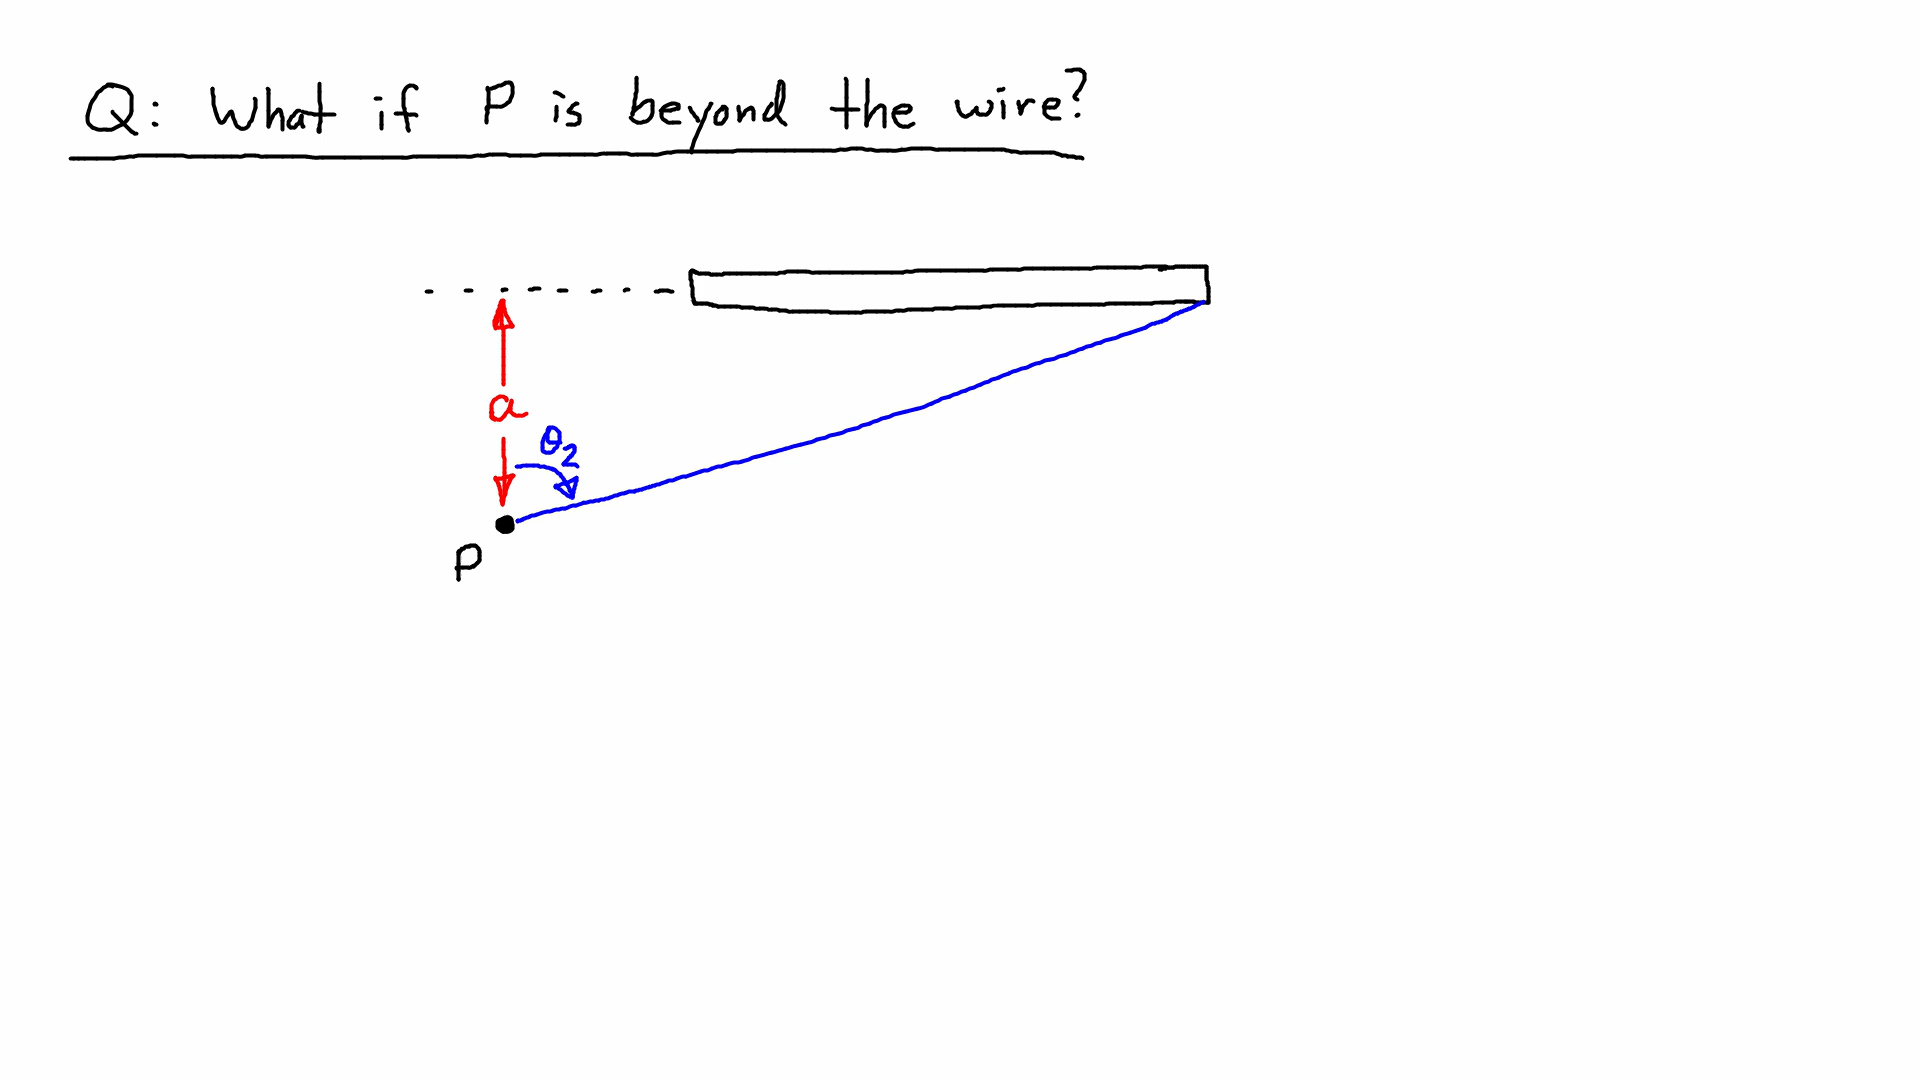 Q: What if P is beyond the wire?
a
θ₂
P